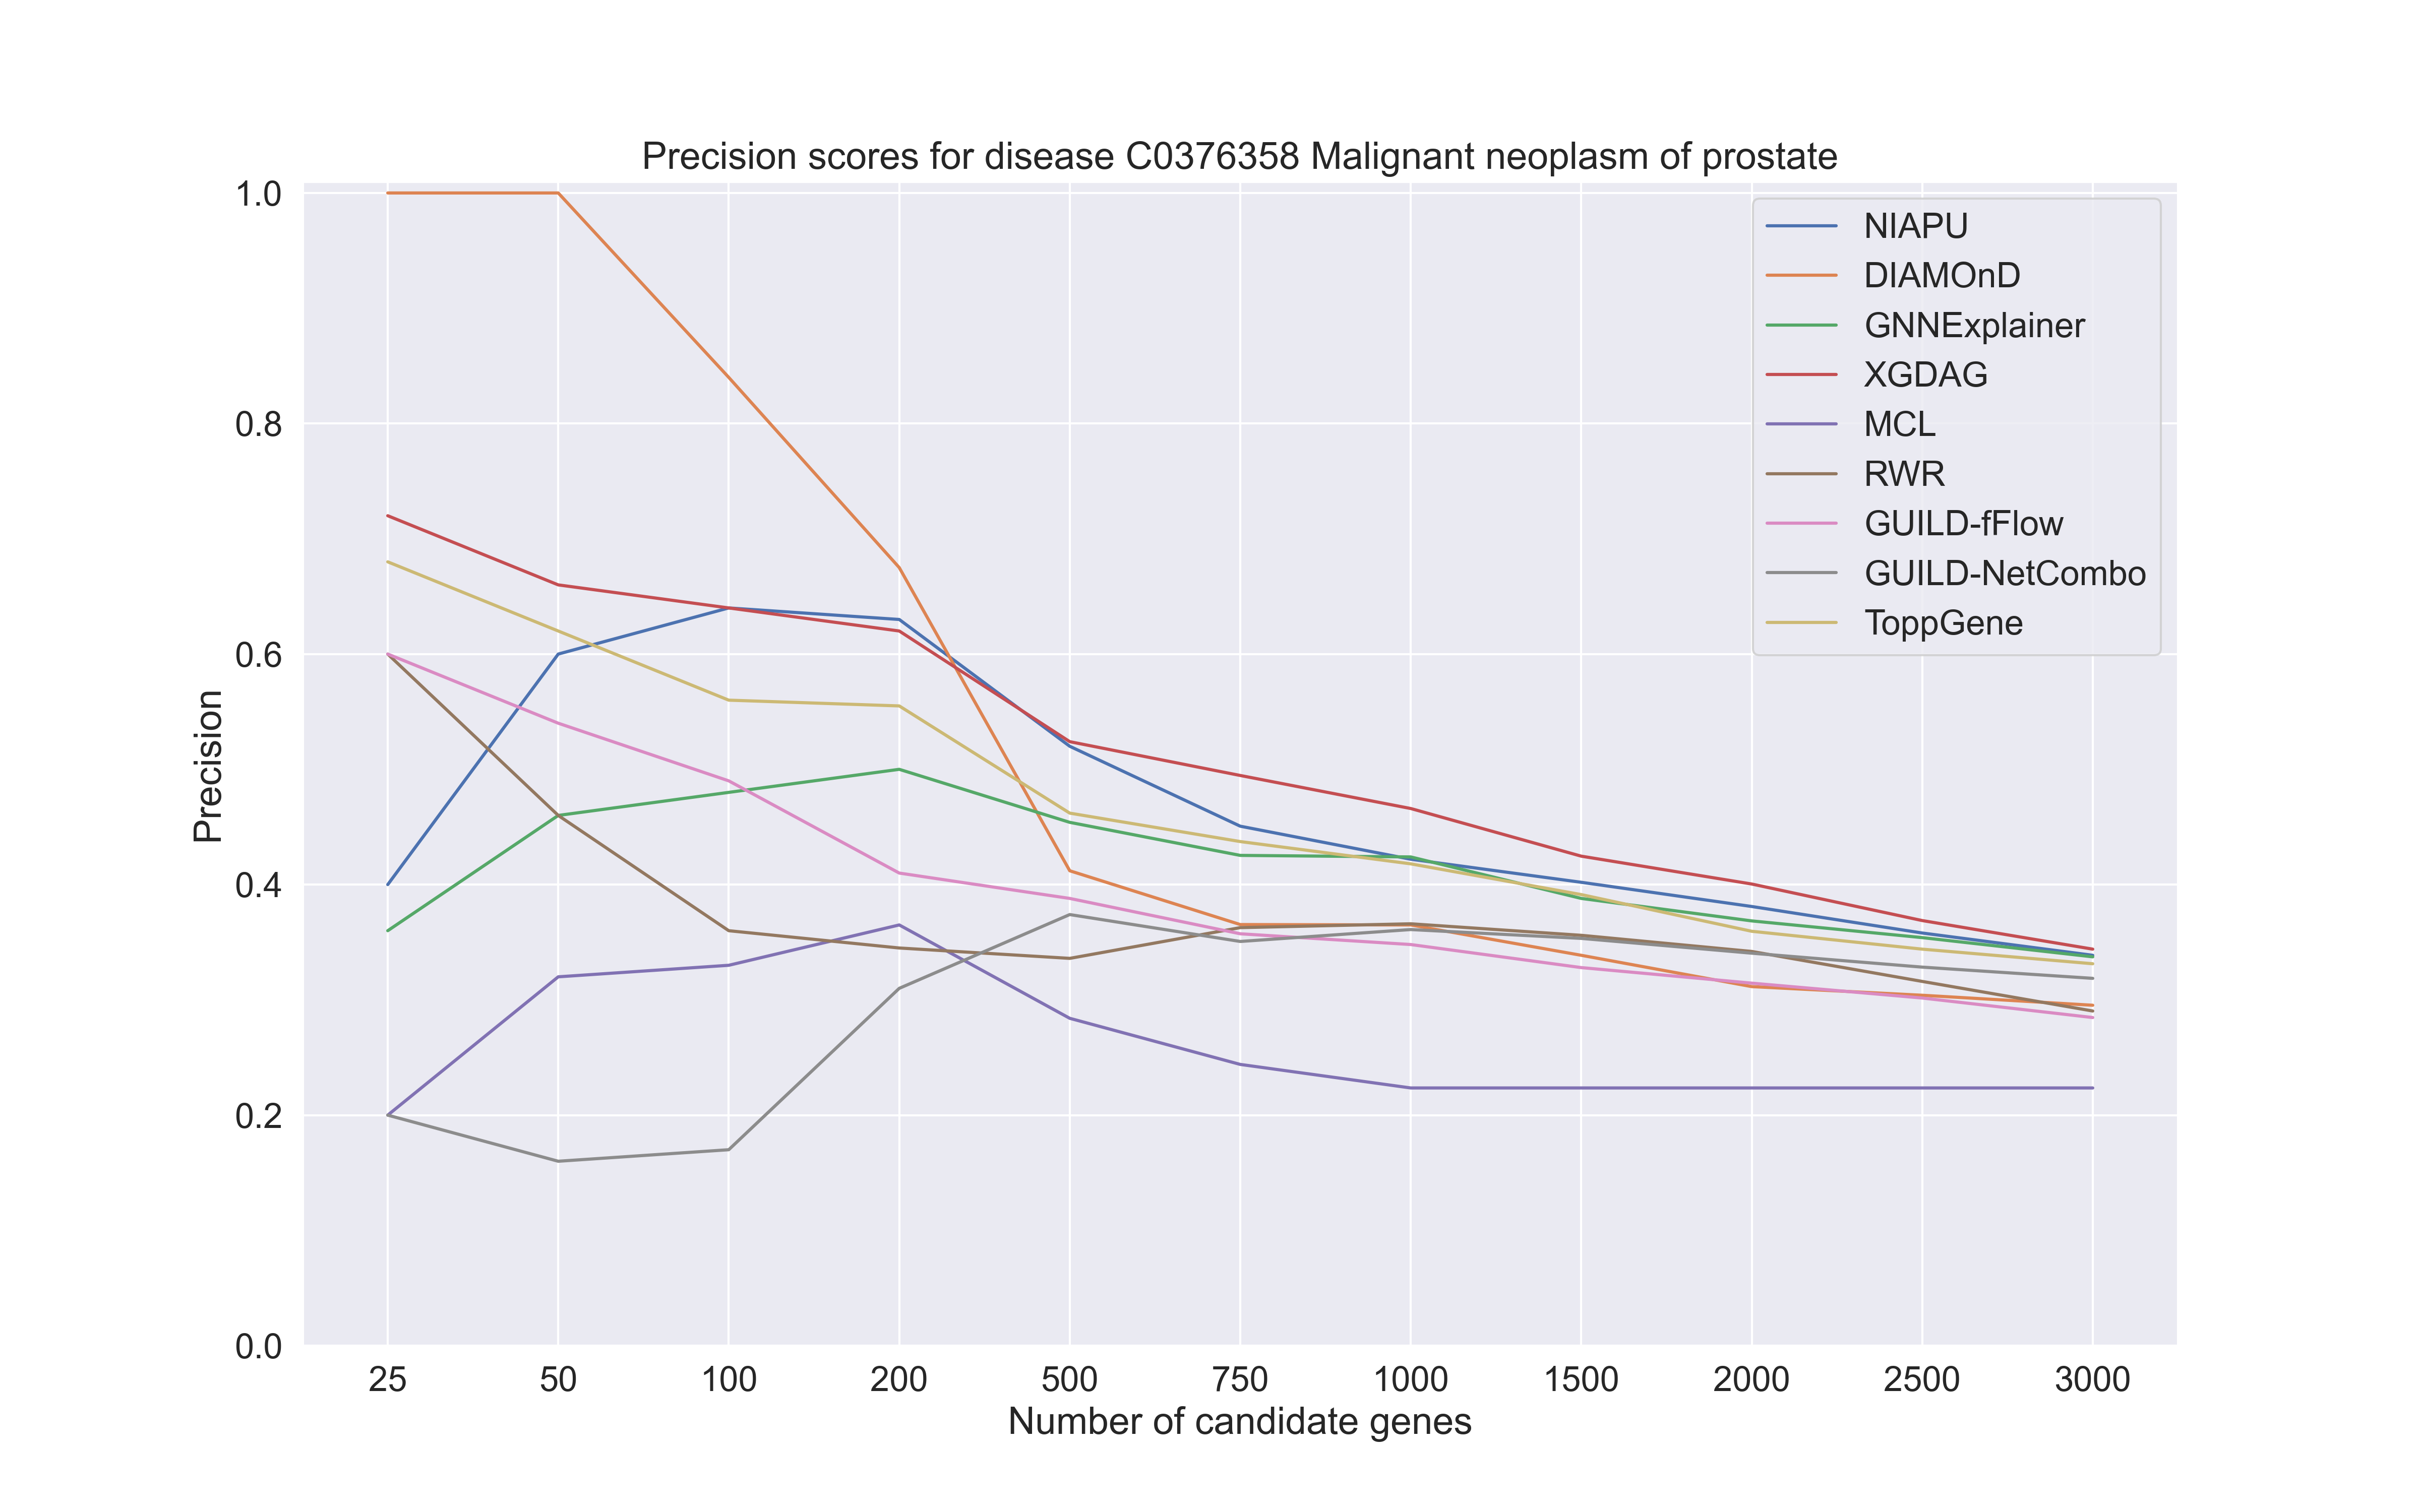 Precision scores for disease C0376358 Malignant neoplasm of prostate
1.0
0.8
0.6
0.4
0.2
0.0
Precision
25 50 100 200 500 750 1000 1500 2000 2500 3000
Number of candidate genes
NIAPU
DIAMOnD
GNNExplainer
XGDAG
MCL
RWR
GUILD-fFlow
GUILD-NetCombo
ToppGene